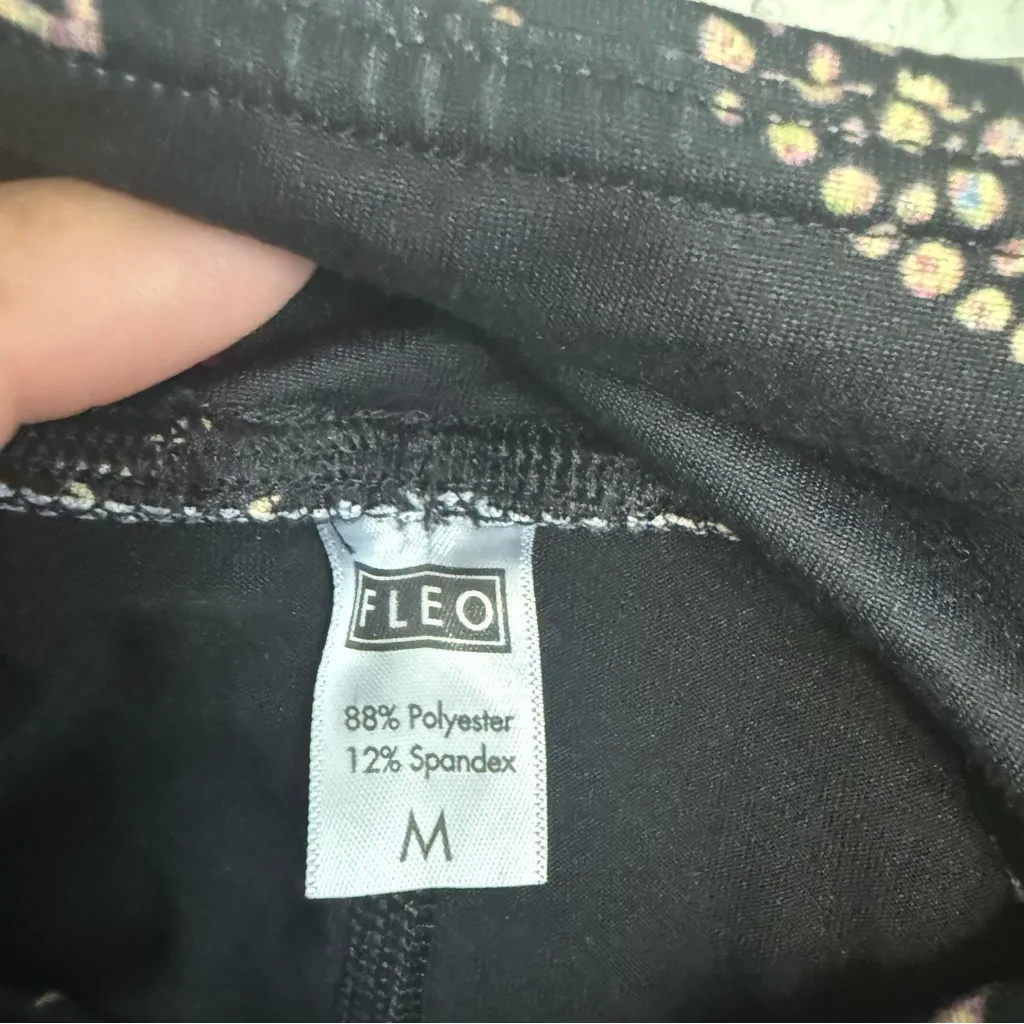 FLEO
88% Polyester
12% Spandex
M